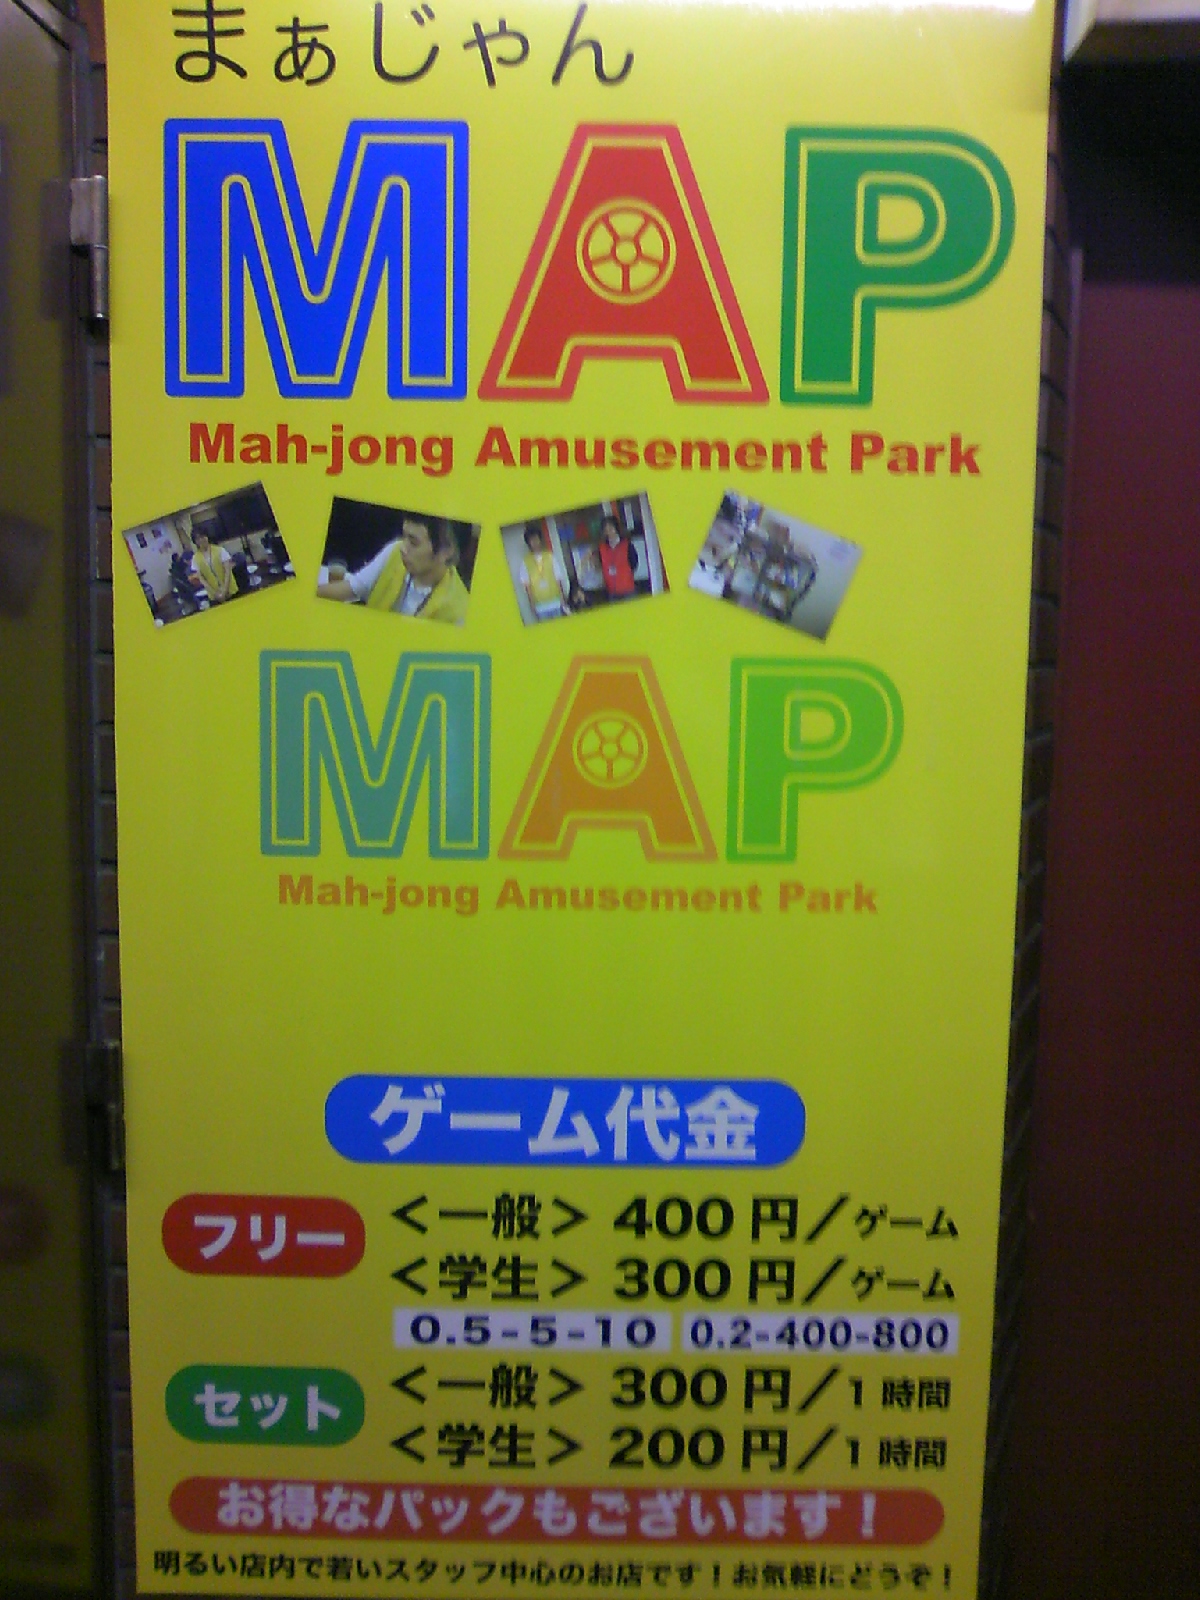 まぁじゃん
MAP
Mah-jong Amusement Park
MAP
Mah-jong Amusement Park
ゲーム代金
フリー
<一般> 400円/ゲーム
<学生> 300円/ゲーム
0.5-5-10 0.2-400-800
セット
<一般> 300円/1時間
<学生> 200円/1時間
お得なパックもございます!
明るい店内で若いスタッフ中心のお店です!お気軽にどうぞ!